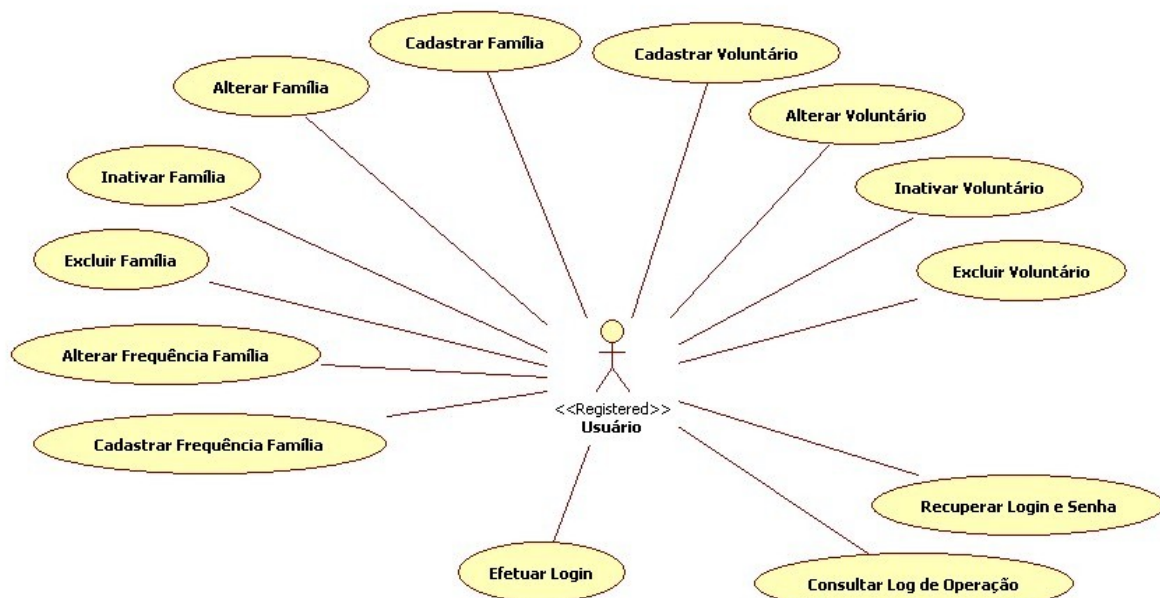 Cadastrar Família
Cadastrar Voluntário
Alterar Família
Alterar Voluntário
Inativar Família
Inativar Voluntário
Excluir Família
Excluir Voluntário
Alterar Frequência Família
<<Registered>>
Usuário
Cadastrar Frequência Família
Recuperar Login e Senha
Efetuar Login
Consultar Log de Operação